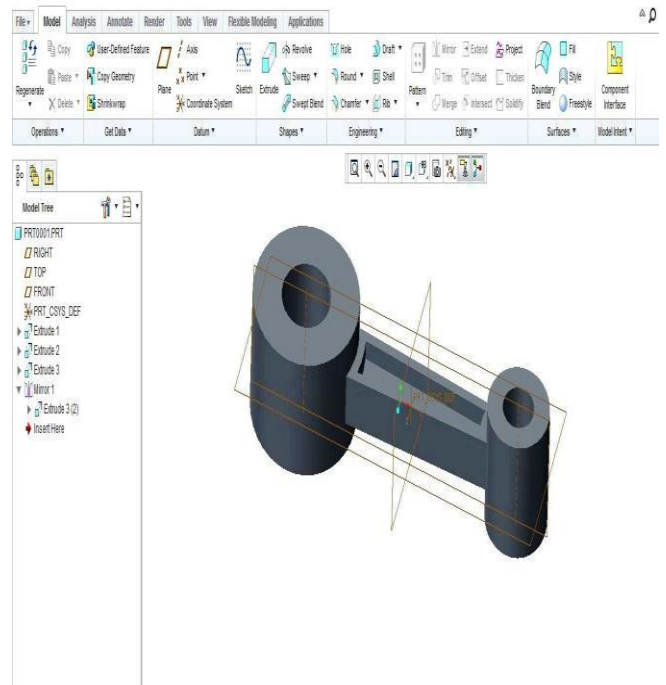 File Model Analysis Annotate Render Tools View Flexible Modeling Applications
Regenerate Copy Paste Delete
User-Defined Feature Copy Geometry Shrinkwrap
Plane Axis Point Coordinate System Sketch
Extrude Revolve Sweep Swept Blend
Hole Round Chamfer Draft Shell Rib
Pattern Mirror Trim Merge Extend Offset Intersect Project Thicken Solidify
Boundary Blend Fill Style Freestyle
Component Interface
Operations Get Data Datum Shapes Engineering Editing Surfaces Model Intent
Model Tree
PRT0001.PRT
RIGHT
TOP
FRONT
PRT_CSYS_DEF
Extrude 1
Extrude 2
Extrude 3
Mirror 1
Extrude 3 (2)
Insert Here
PRT_CSYS_DEF